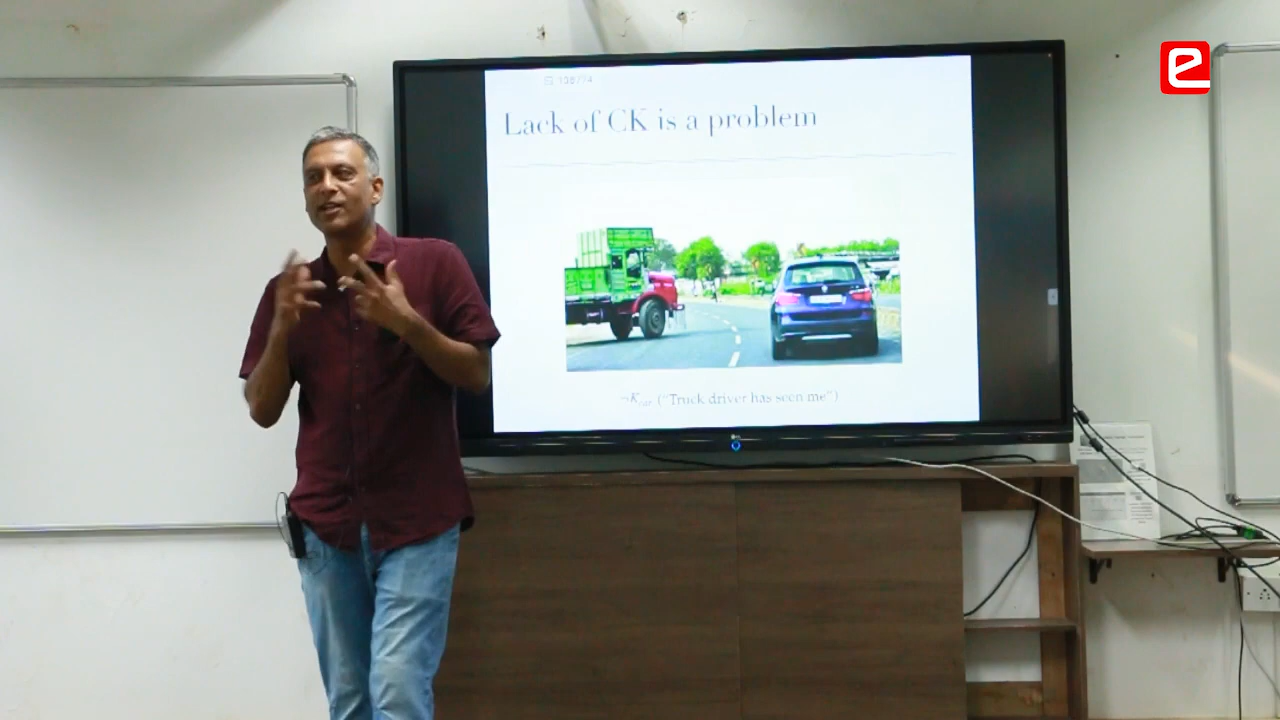 Lack of CK is a problem
¬K_car ("Truck driver has seen me")
e